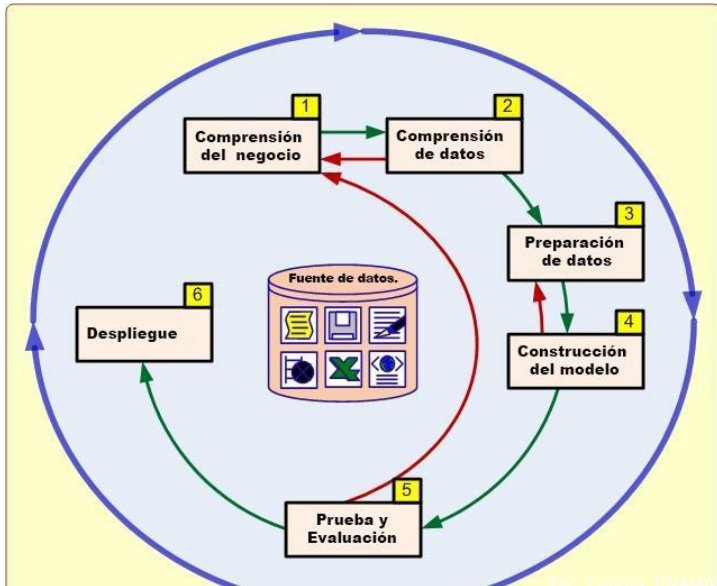 1
Comprensión
del negocio
2
Comprensión
de datos
3
Preparación
de datos
4
Construcción
del modelo
5
Prueba y
Evaluación
6
Despliegue
Fuente de datos.